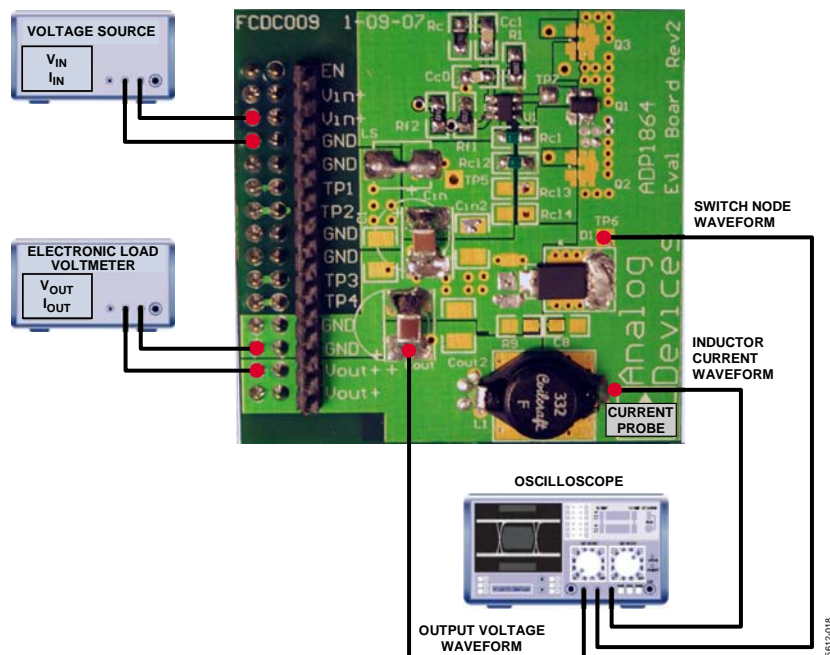 VOLTAGE SOURCE
VIN
IIN
ELECTRONIC LOAD
VOLTMETER
VOUT
IOUT
FCDC009 1-09-07
EN
Vin+
Vin+
GND
GND
TP1
TP2
GND
GND
TP3
TP4
GND
GND
Vout+
Vout+
Rc
Cc1
R1
Cc0
Rf2
Rf1
U1
TP7
Q3
Q1
Q2
LS
Cin
TP5
Cin2
Rc1
Rcl2
Rcl3
Rcl4
TP6
D1
Cout
Cout2
R9
C8
L1
332
Coilcraft
F
ADP1864
Eval Board Rev2
Analog
Devices
SWITCH NODE
WAVEFORM
INDUCTOR
CURRENT
WAVEFORM
CURRENT
PROBE
OSCILLOSCOPE
OUTPUT VOLTAGE
WAVEFORM